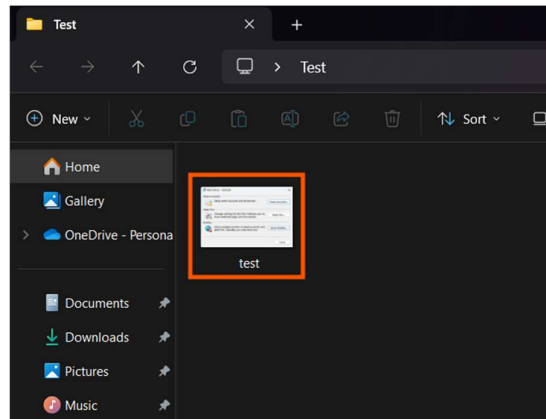 Test
Test
New
Sort
Home
Gallery
OneDrive - Persona
test
Documents
Downloads
Pictures
Music